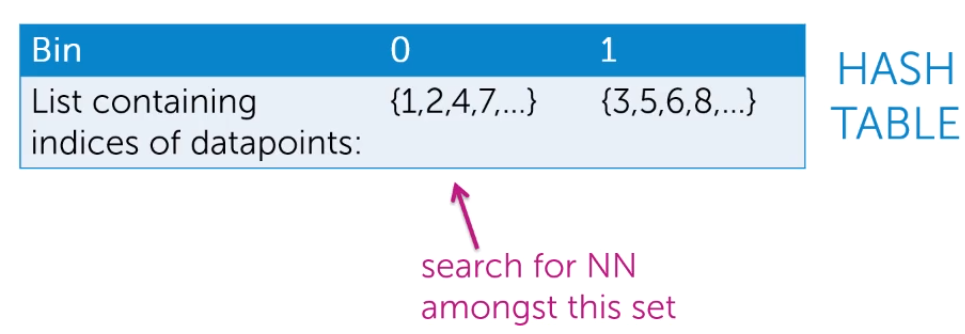 Bin 0 1
List containing {1,2,4,7,...} {3,5,6,8,...}
indices of datapoints:
HASH
TABLE
search for NN
amongst this set